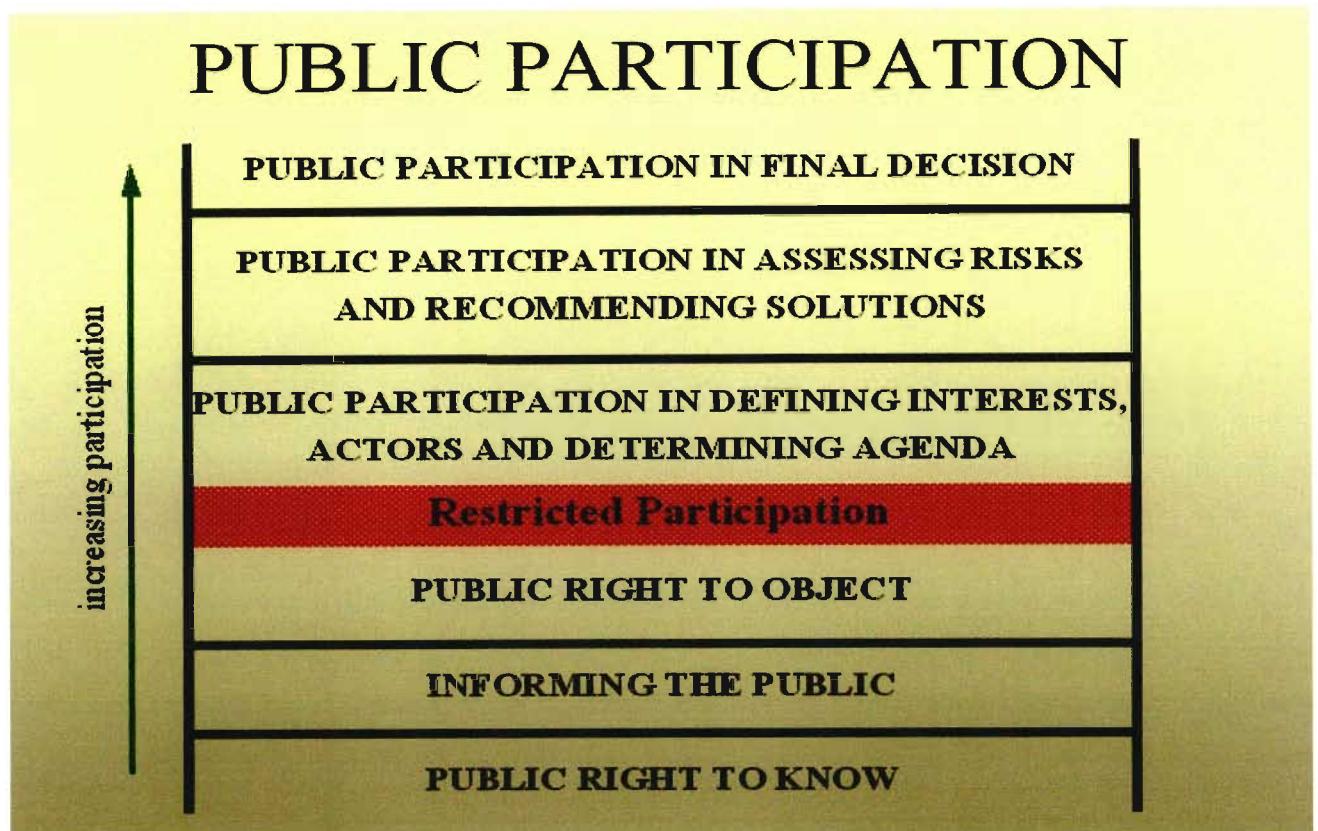 PUBLIC PARTICIPATION
PUBLIC PARTICIPATION IN FINAL DECISION
PUBLIC PARTICIPATION IN ASSESSING RISKS
AND RECOMMENDING SOLUTIONS
PUBLIC PARTICIPATION IN DEFINING INTERESTS,
ACTORS AND DETERMINING AGENDA
Restricted Participation
PUBLIC RIGHT TO OBJECT
INFORMING THE PUBLIC
PUBLIC RIGHT TO KNOW
increasing participation